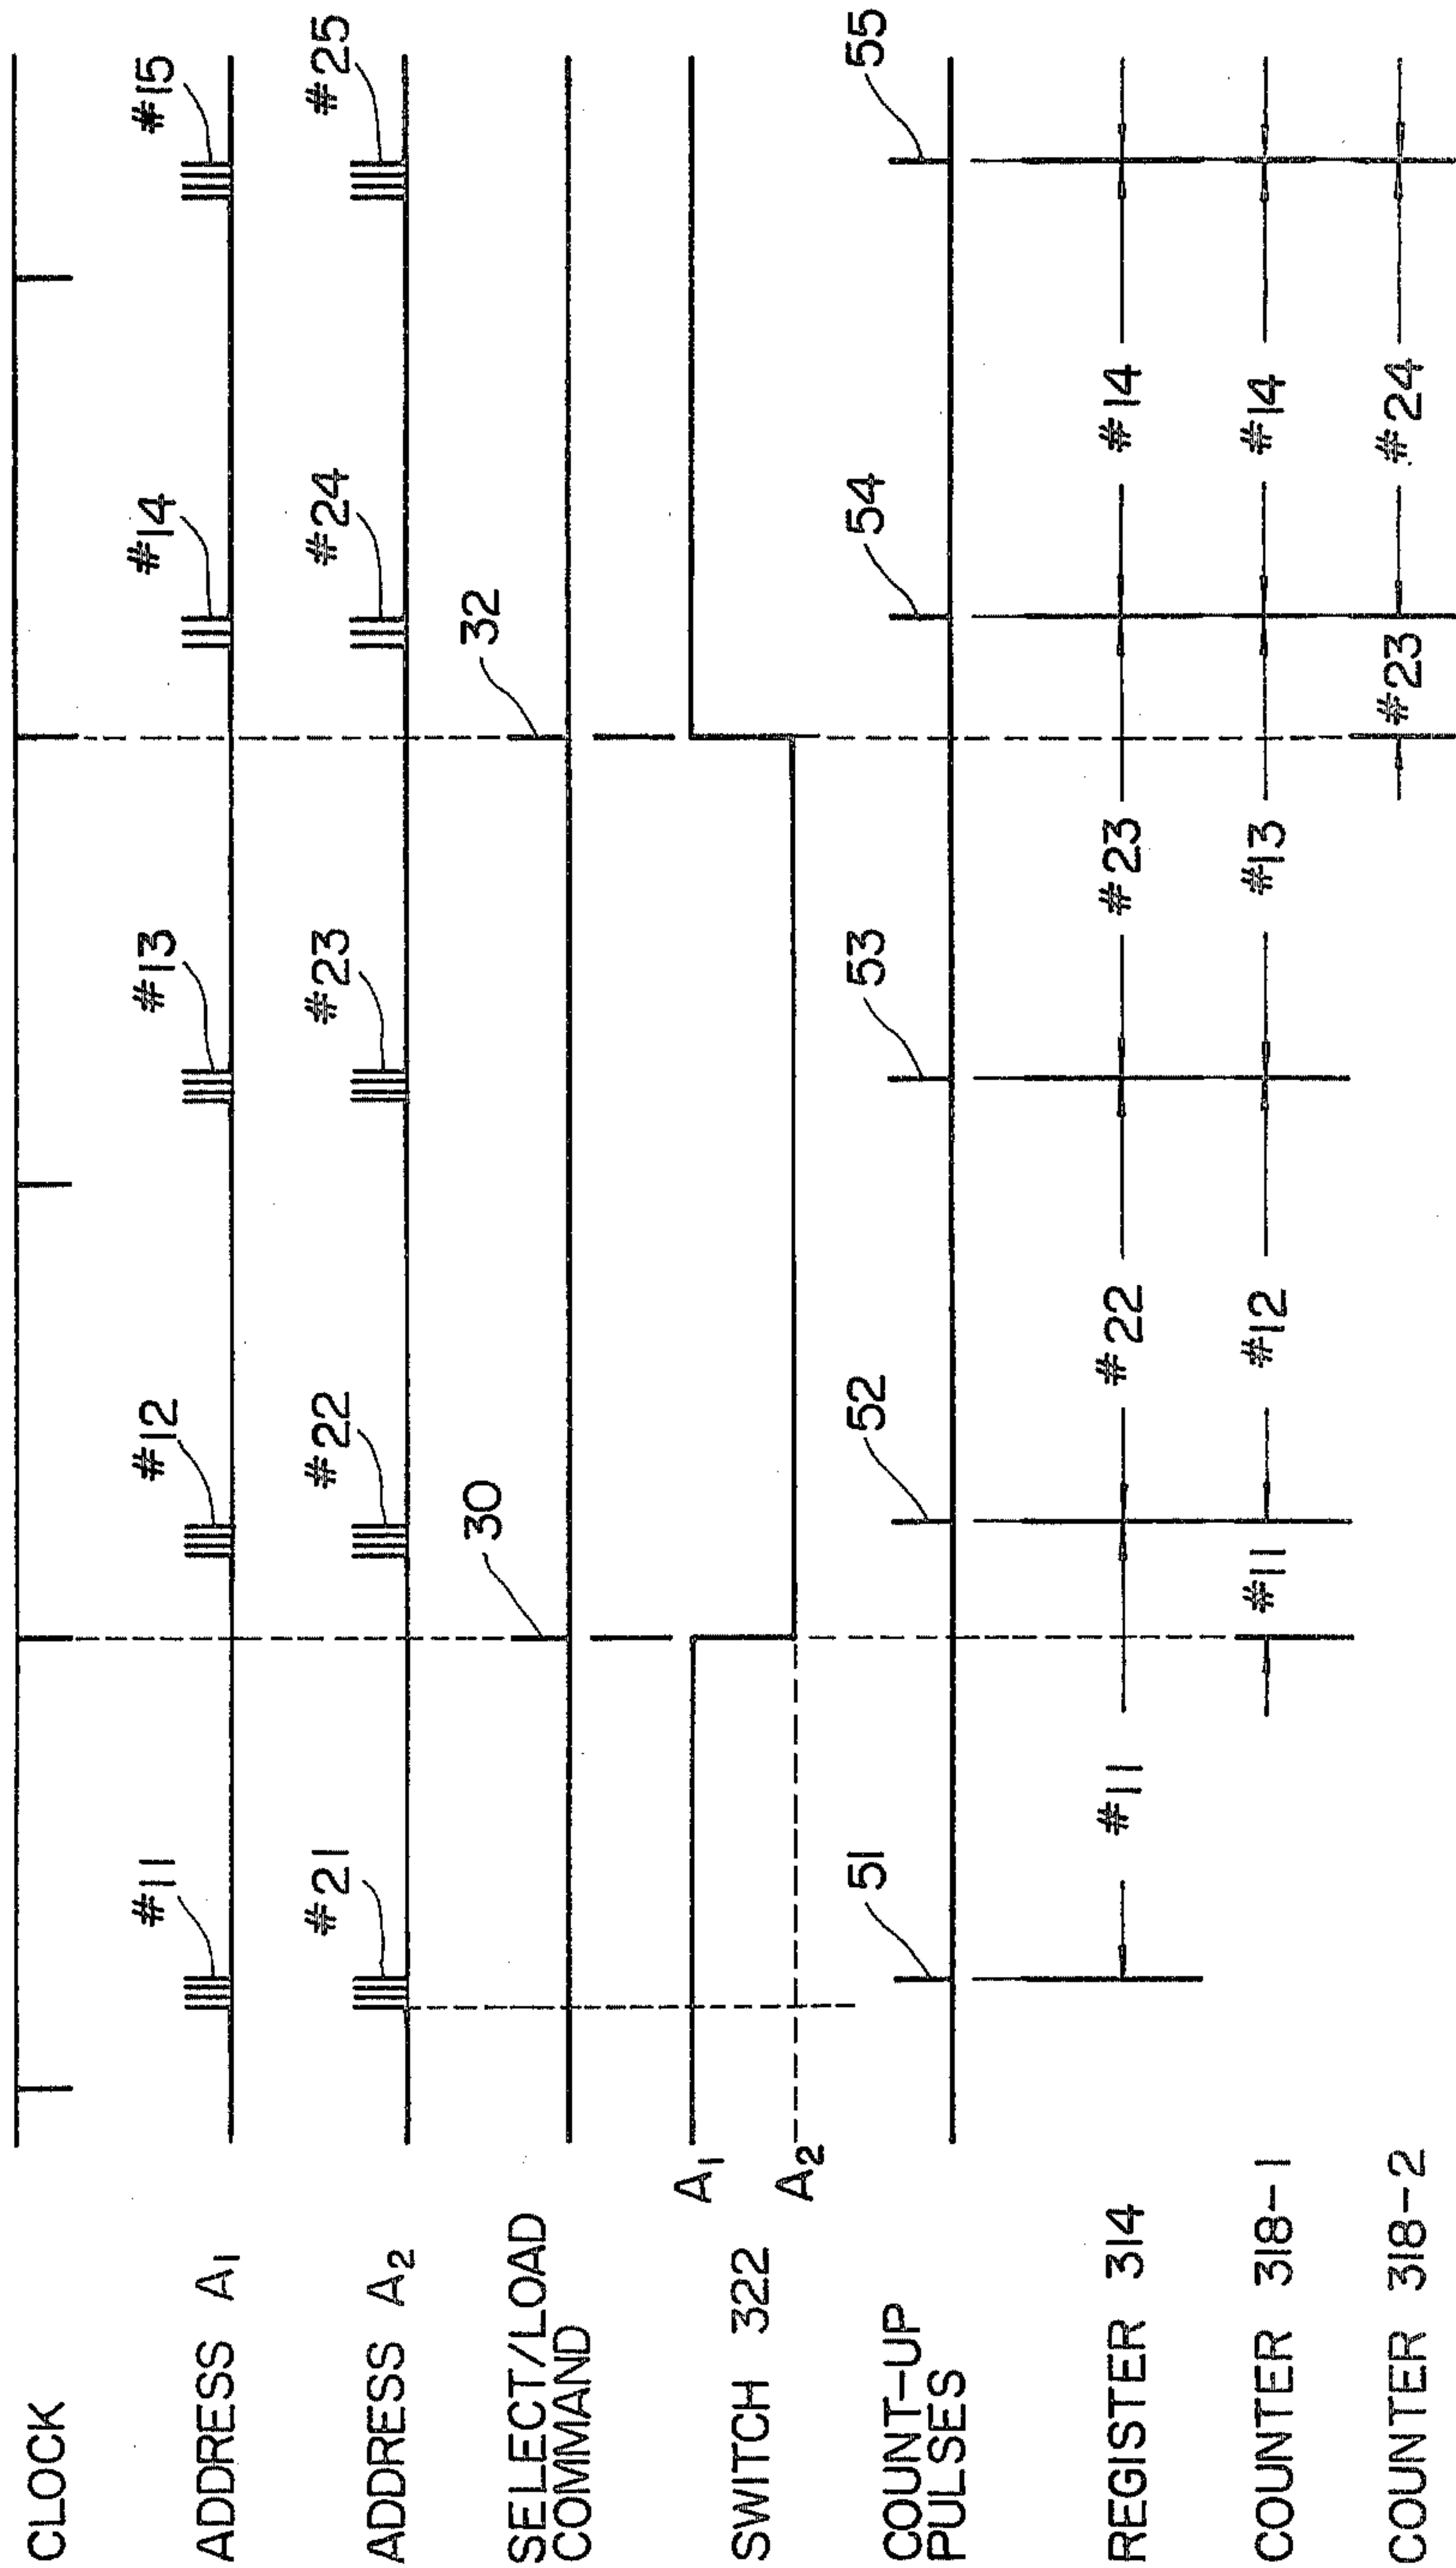 CLOCK
ADDRESS A1
#11
#12
#13
#14
#15
ADDRESS A2
#21
#22
#23
#24
#25
SELECT/LOAD
COMMAND
30
32
SWITCH 322
A1
A2
COUNT-UP
PULSES
51
52
53
54
55
REGISTER 314
#11
#22
#23
#14
COUNTER 318-1
#11
#12
#13
#14
COUNTER 318-2
#23
#24